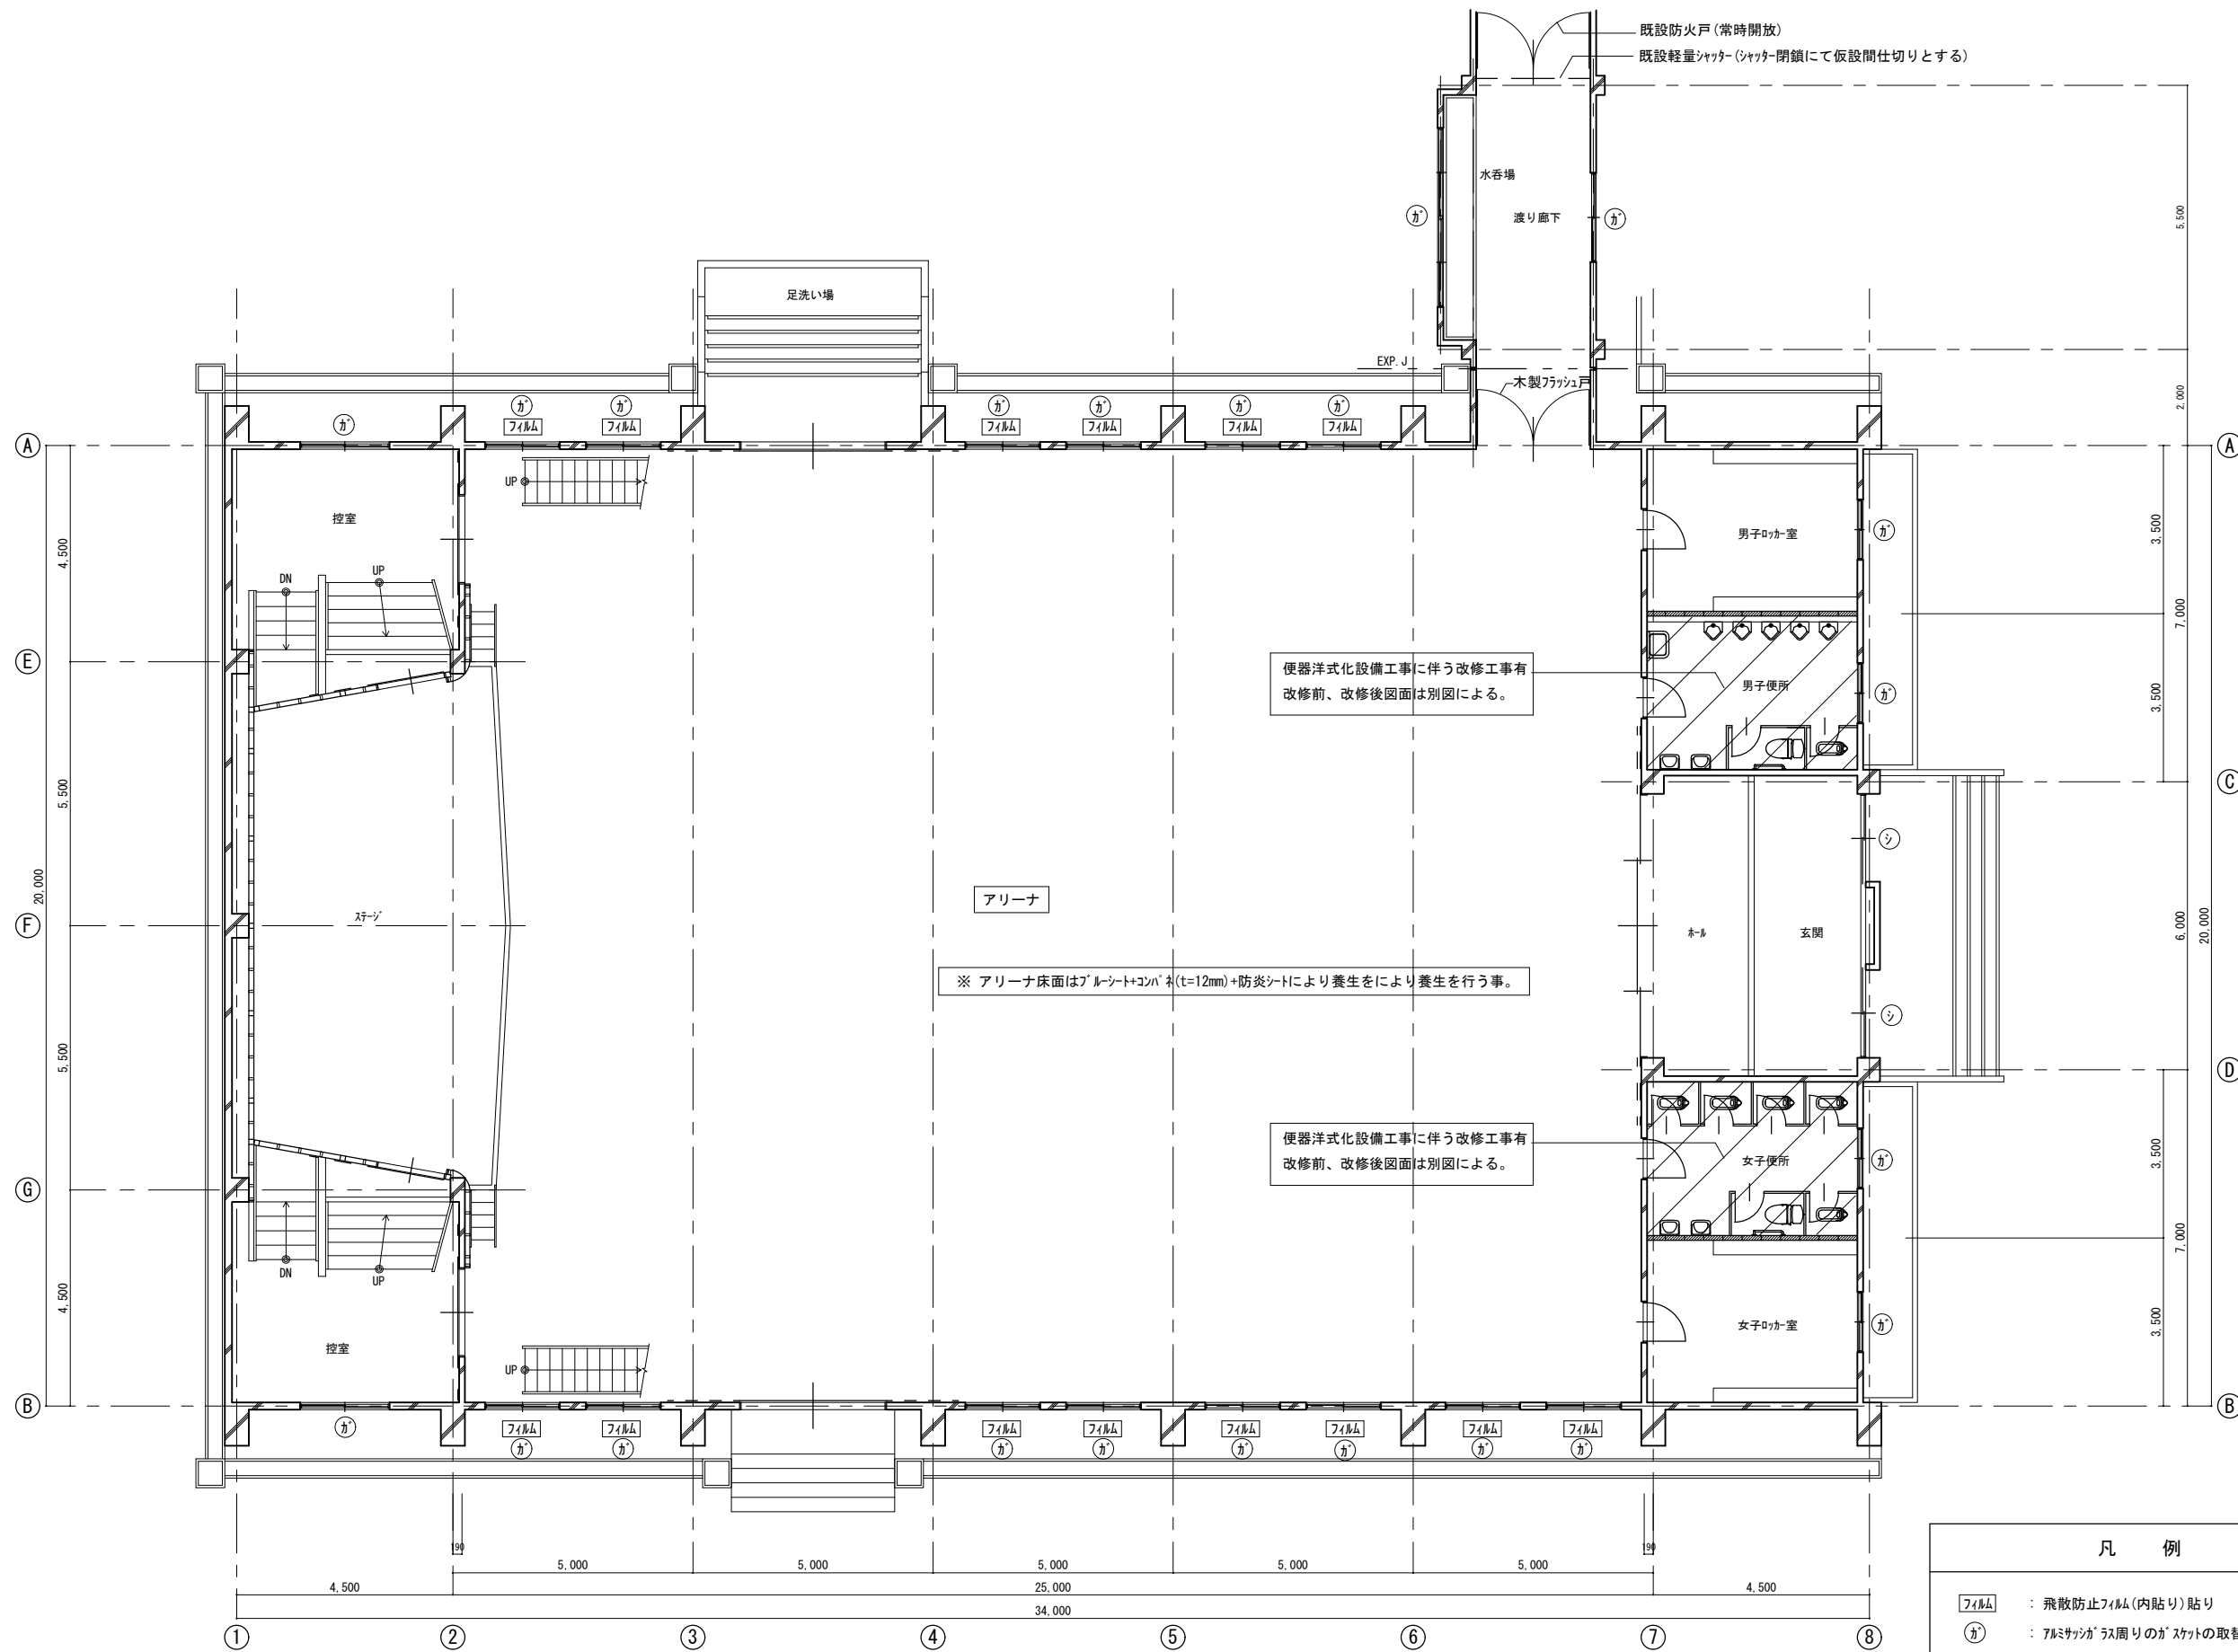 既設防火戸(常時開放)
既設軽量ｼｬｯﾀｰ(ｼｬｯﾀｰ閉鎖にて仮設間仕切りとする)
水呑場
渡り廊下
ｶﾞ
ｶﾞ
5,500
足洗い場
EXP.J
木製ﾌﾗｯｼｭ戸
2,000
ｶﾞ
ｶﾞ
ｶﾞ
ｶﾞ
ｶﾞ
ｶﾞ
ｶﾞ
ﾌｨﾙﾑ
ﾌｨﾙﾑ
ﾌｨﾙﾑ
ﾌｨﾙﾑ
ﾌｨﾙﾑ
ﾌｨﾙﾑ
A
A
UP
控室
男子ﾛｯｶｰ室
ｶﾞ
4,500
3,500
DN
UP
7,000
E
便器洋式化設備工事に伴う改修工事有
改修前、改修後図面は別図による。
男子便所
ｶﾞ
3,500
C
5,500
20,000
シ
アリーナ
F
ｽﾃｰｼﾞ
ﾎｰﾙ
玄関
6,000
20,000
※ アリーナ床面はﾌﾞﾙｰｼｰﾄ+ｺﾝﾊﾟﾈ(t=12mm)+防炎ｼｰﾄにより養生をにより養生を行う事。
シ
5,500
D
便器洋式化設備工事に伴う改修工事有
改修前、改修後図面は別図による。
女子便所
ｶﾞ
3,500
G
7,000
DN
UP
4,500
控室
UP
女子ﾛｯｶｰ室
ｶﾞ
3,500
B
B
ｶﾞ
ﾌｨﾙﾑ
ﾌｨﾙﾑ
ﾌｨﾙﾑ
ﾌｨﾙﾑ
ﾌｨﾙﾑ
ﾌｨﾙﾑ
ﾌｨﾙﾑ
ﾌｨﾙﾑ
ｶﾞ
ｶﾞ
ｶﾞ
ｶﾞ
ｶﾞ
ｶﾞ
ｶﾞ
ｶﾞ
190
190
5,000
5,000
5,000
5,000
5,000
4,500
25,000
4,500
34,000
1
2
3
4
5
6
7
8
凡 例
ﾌｨﾙﾑ : 飛散防止ﾌｨﾙﾑ(内貼り)貼り
ｶﾞ : ｱﾙﾐｻｯｼｶﾞﾗｽ周りのｶﾞｽｹｯﾄの取替